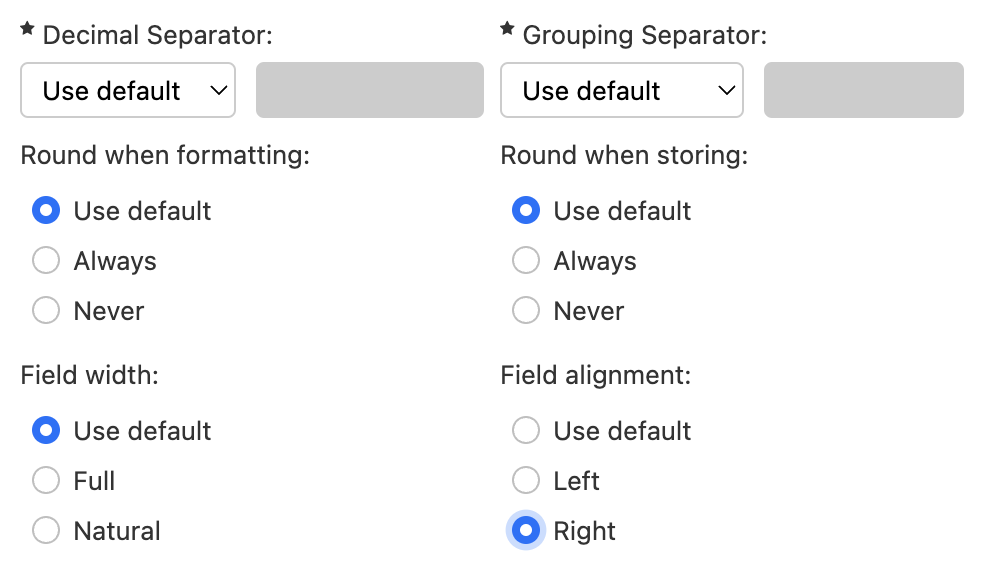 ★ Decimal Separator:
★ Grouping Separator:
Use default
Use default
Round when formatting:
Use default
Always
Never
Round when storing:
Use default
Always
Never
Field width:
Use default
Full
Natural
Field alignment:
Use default
Left
Right